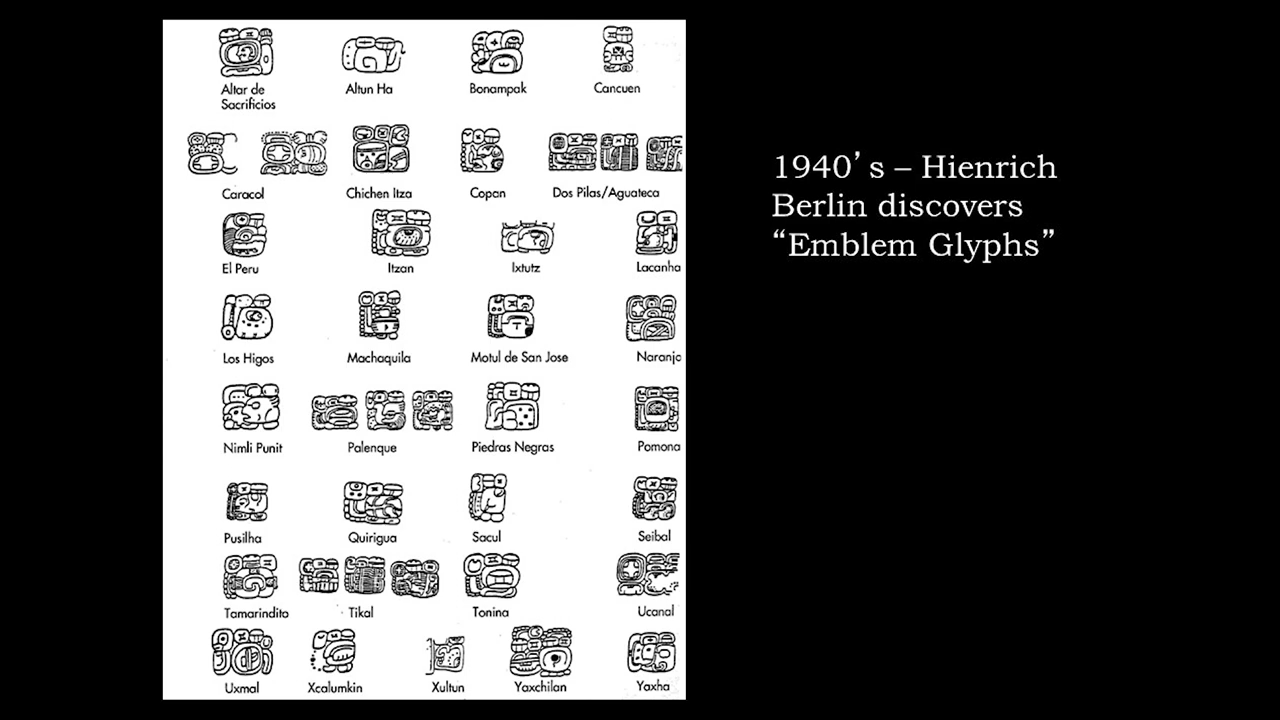 Altar de
Sacrificios
Altun Ha
Bonampak
Cancuen
Caracol
Chichen Itza
Copan
Dos Pilas/Aguateca
El Peru
Itzan
Ixtutz
Lacanha
Los Higos
Machaquila
Motul de San Jose
Naranjo
Nimli Punit
Palenque
Piedras Negras
Pomona
Pusilha
Quirigua
Sacul
Seibal
Tamarindito
Tikal
Tonina
Ucanal
Uxmal
Xcalumkin
Xultun
Yaxchilan
Yaxha
1940’s – Hienrich
Berlin discovers
“Emblem Glyphs”